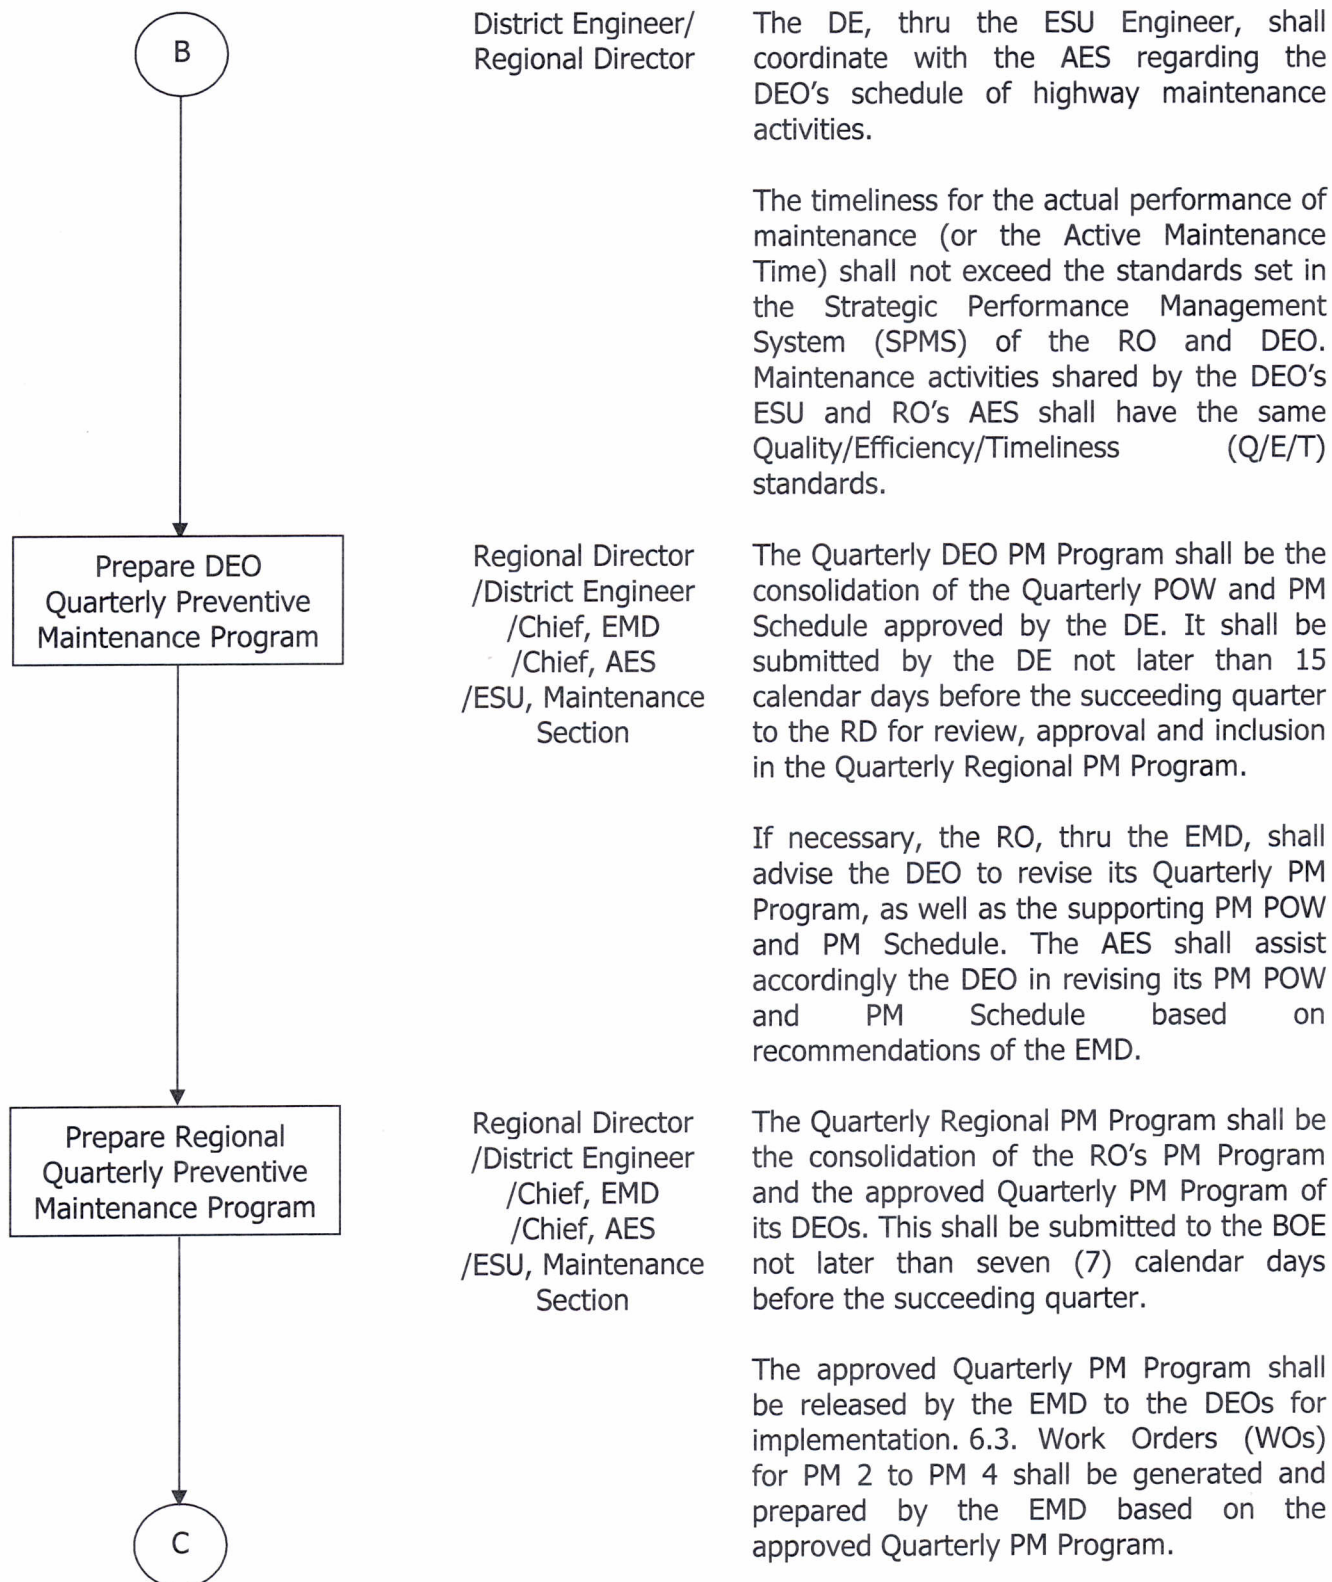 B
District Engineer/
Regional Director
The DE, thru the ESU Engineer, shall
coordinate with the AES regarding the
DEO's schedule of highway maintenance
activities.
The timeliness for the actual performance of
maintenance (or the Active Maintenance
Time) shall not exceed the standards set in
the Strategic Performance Management
System (SPMS) of the RO and DEO.
Maintenance activities shared by the DEO's
ESU and RO's AES shall have the same
Quality/Efficiency/Timeliness (Q/E/T)
standards.
Prepare DEO
Quarterly Preventive
Maintenance Program
Regional Director
/District Engineer
/Chief, EMD
/Chief, AES
/ESU, Maintenance
Section
The Quarterly DEO PM Program shall be the
consolidation of the Quarterly POW and PM
Schedule approved by the DE. It shall be
submitted by the DE not later than 15
calendar days before the succeeding quarter
to the RD for review, approval and inclusion
in the Quarterly Regional PM Program.
If necessary, the RO, thru the EMD, shall
advise the DEO to revise its Quarterly PM
Program, as well as the supporting PM POW
and PM Schedule. The AES shall assist
accordingly the DEO in revising its PM POW
and PM Schedule based on
recommendations of the EMD.
Prepare Regional
Quarterly Preventive
Maintenance Program
Regional Director
/District Engineer
/Chief, EMD
/Chief, AES
/ESU, Maintenance
Section
The Quarterly Regional PM Program shall be
the consolidation of the RO's PM Program
and the approved Quarterly PM Program of
its DEOs. This shall be submitted to the BOE
not later than seven (7) calendar days
before the succeeding quarter.
The approved Quarterly PM Program shall
be released by the EMD to the DEOs for
implementation. 6.3. Work Orders (WOs)
for PM 2 to PM 4 shall be generated and
prepared by the EMD based on the
approved Quarterly PM Program.
C